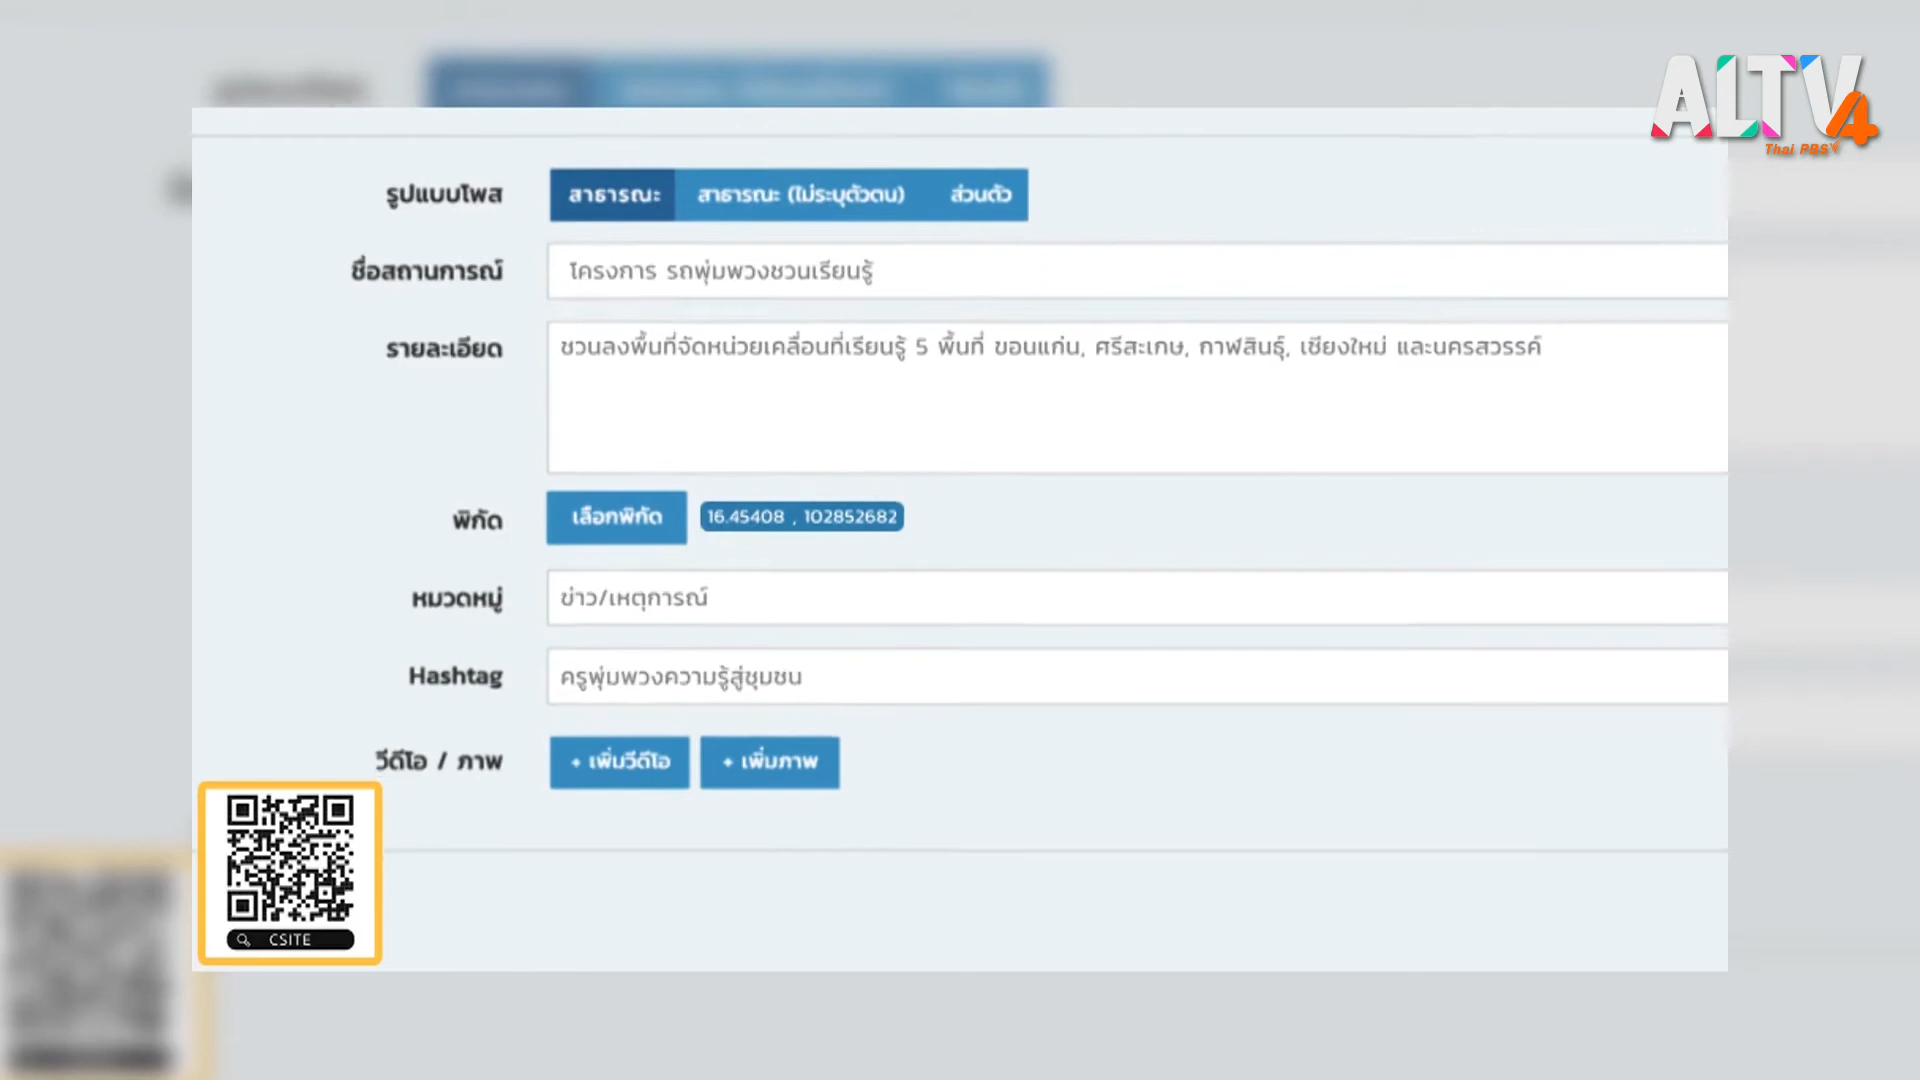 ALTV4
Thai PBS
รูปแบบโพส สาธารณะ สาธารณะ (ไม่ระบุตัวตน) ส่วนตัว
ชื่อสถานการณ์ โครงการ รถพุ่มพวงชวนเรียนรู้
รายละเอียด ชวนลงพื้นที่จัดหน่วยเคลื่อนที่เรียนรู้ 5 พื้นที่ ขอนแก่น, ศรีสะเกษ, กาฬสินธุ์, เชียงใหม่ และนครสวรรค์
พิกัด เลือกพิกัด 16.45408 , 102852682
หมวดหมู่ ข่าว/เหตุการณ์
Hashtag ครูพุ่มพวงความรู้สู่ชุมชน
วีดีโอ / ภาพ + เพิ่มวีดีโอ + เพิ่มภาพ
CSITE